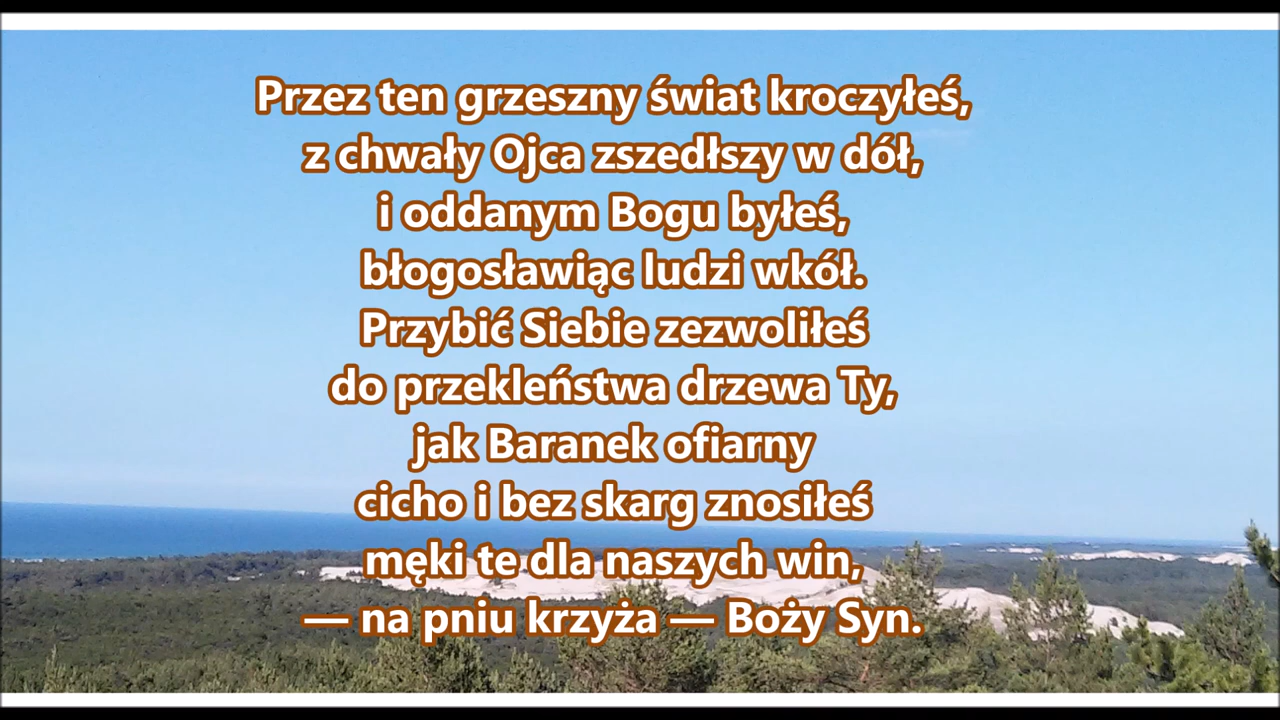 Przez ten grzeszny świat kroczyłeś,
z chwały Ojca zszedłszy w dół,
i oddanym Bogu byłeś,
błogosławiąc ludzi wkół.
Przybić Siebie zezwoliłeś
do przekleństwa drzewa Ty,
jak Baranek ofiarny
cicho i bez skarg znosiłeś
męki te dla naszych win,
— na pniu krzyża — Boży Syn.